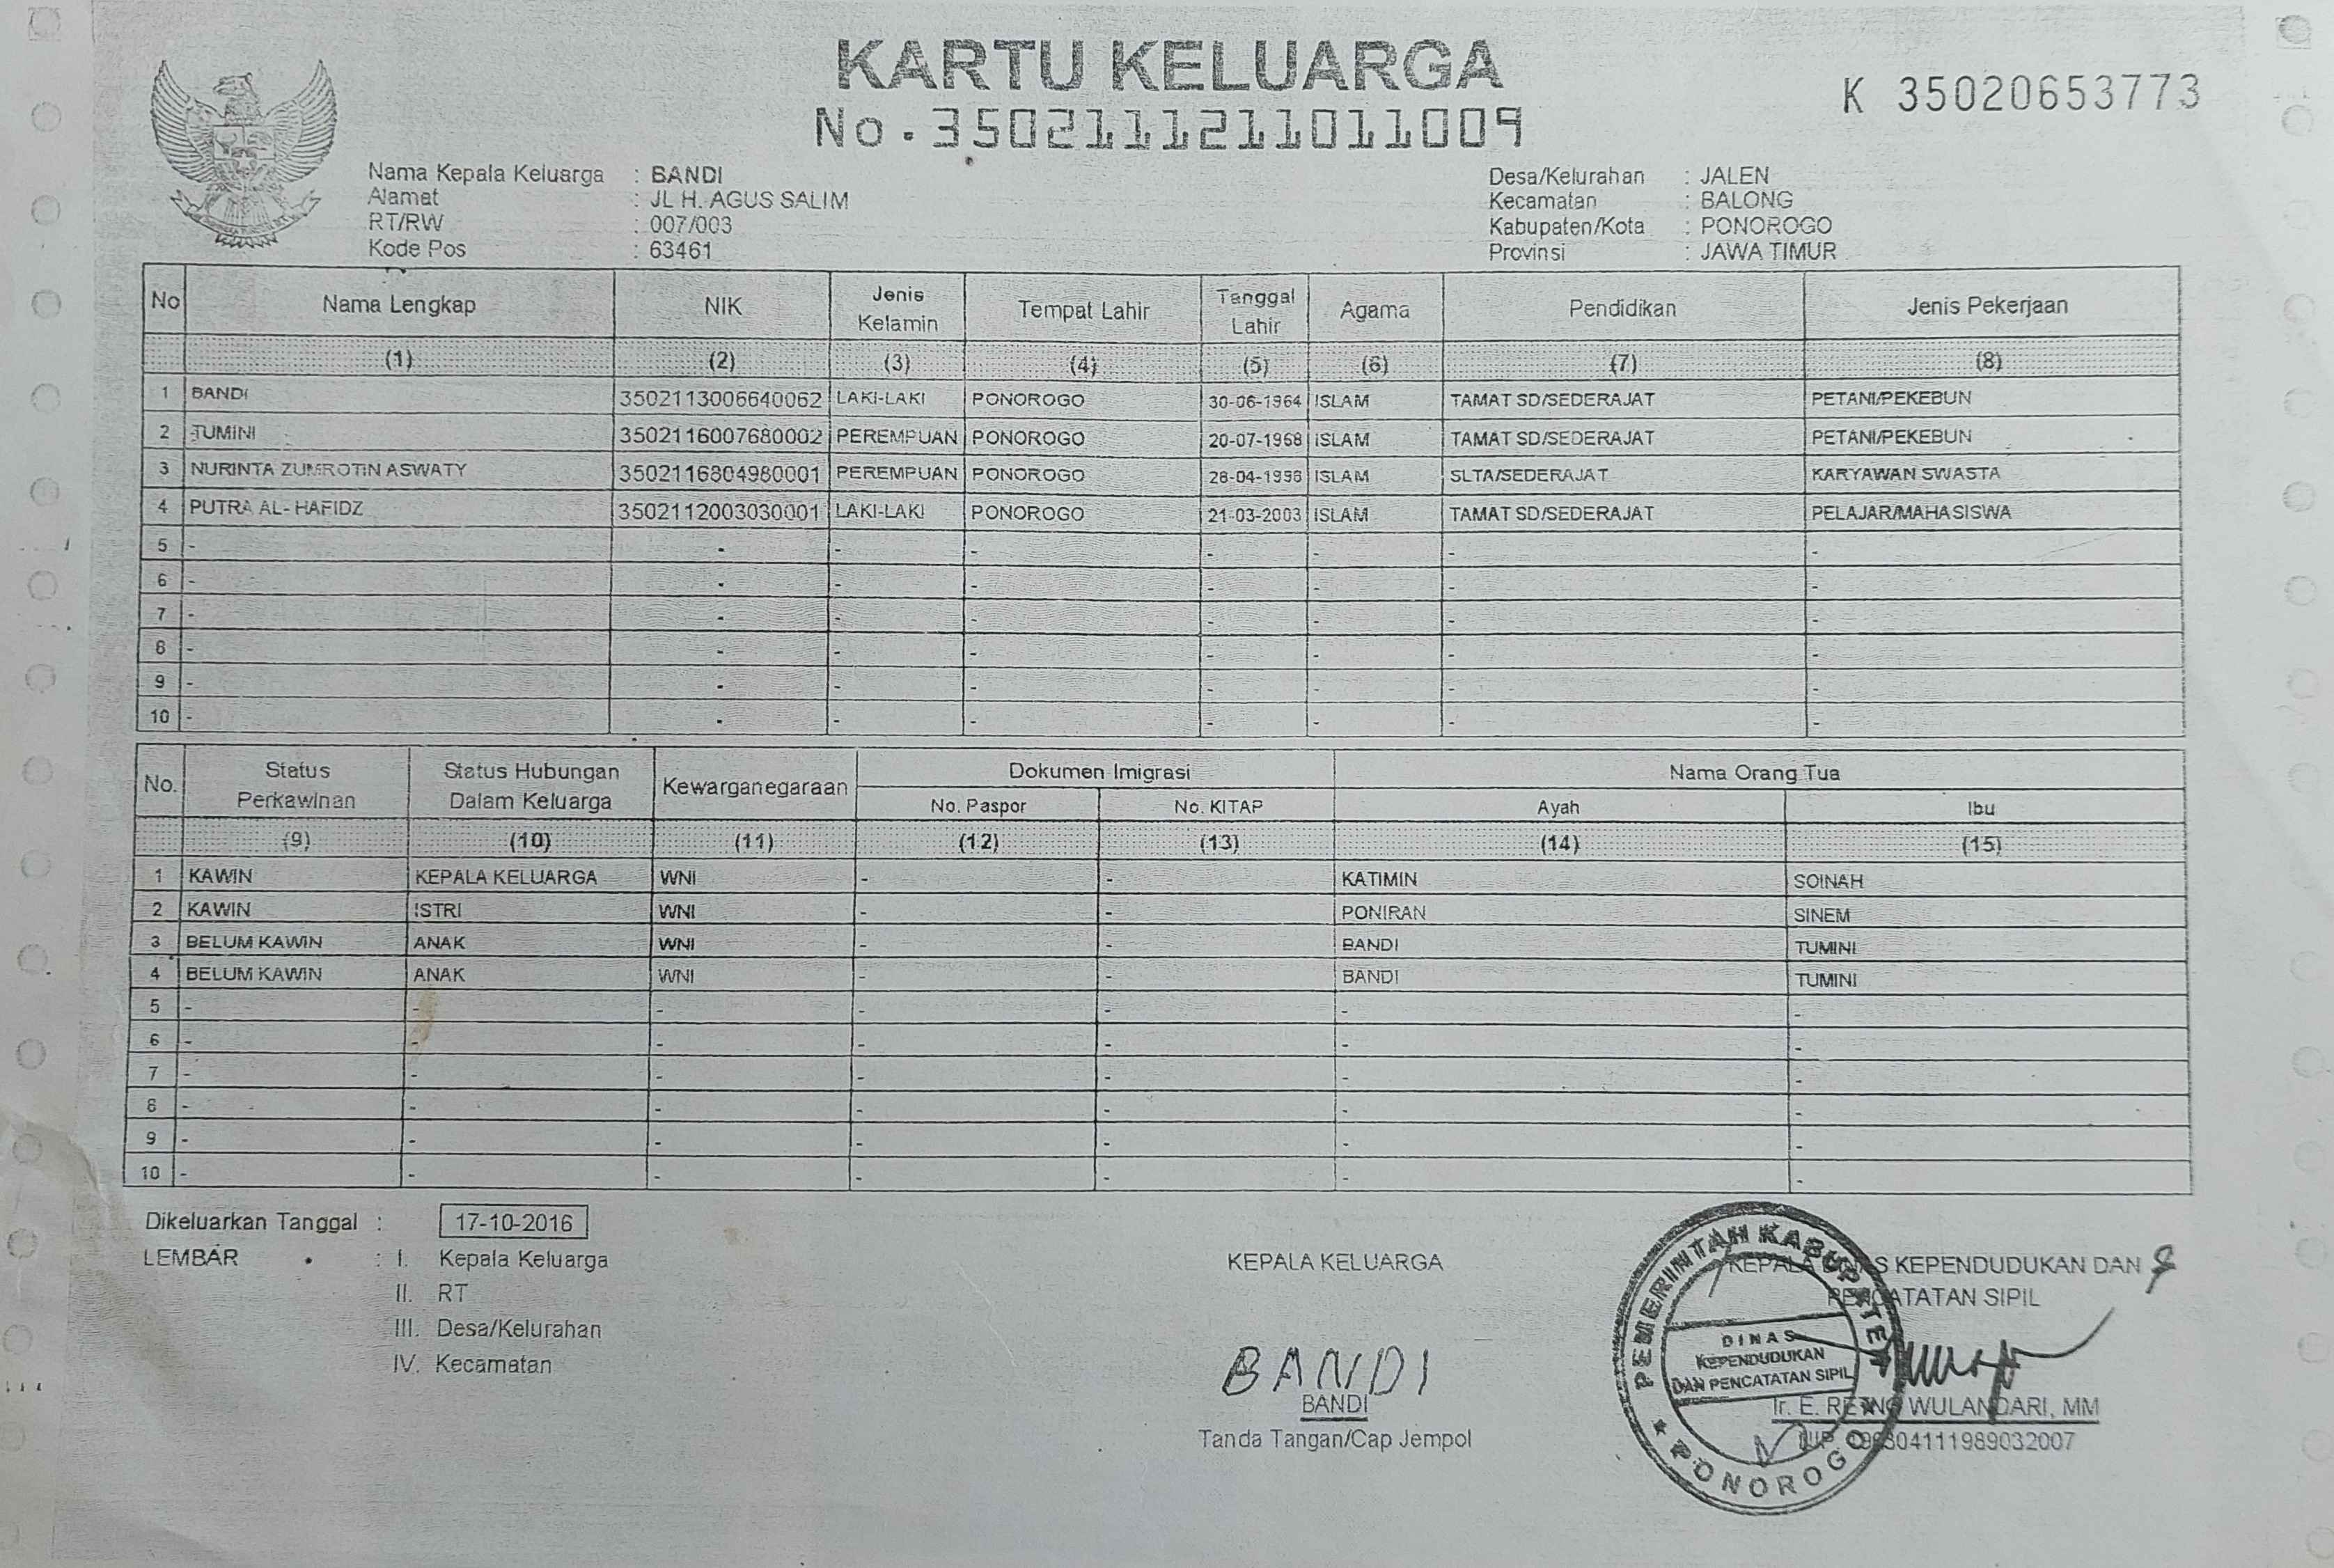 KARTU KELUARGA
No.3502111211011009
K 35020653773
Nama Kepala Keluarga : BANDI
Alamat : JL H. AGUS SALIM
RT/RW : 007/003
Kode Pos : 63461
Desa/Kelurahan : JALEN
Kecamatan : BALONG
Kabupaten/Kota : PONOROGO
Provinsi : JAWA TIMUR
No Nama Lengkap NIK Jenis Kelamin Tempat Lahir Tanggal Lahir Agama Pendidikan Jenis Pekerjaan
(1) (2) (3) (4) (5) (6) (7) (8)
1 BANDI 3502113006640062 LAKI-LAKI PONOROGO 30-06-1964 ISLAM TAMAT SD/SEDERAJAT PETANI/PEKEBUN
2 TUMINI 3502116007680002 PEREMPUAN PONOROGO 20-07-1968 ISLAM TAMAT SD/SEDERAJAT PETANI/PEKEBUN
3 NURINTA ZUMROTIN ASWATY 3502116804980001 PEREMPUAN PONOROGO 28-04-1998 ISLAM SLTA/SEDERAJAT KARYAWAN SWASTA
4 PUTRA AL- HAFIDZ 3502112003030001 LAKI-LAKI PONOROGO 21-03-2003 ISLAM TAMAT SD/SEDERAJAT PELAJAR/MAHASISWA
5 - - - - - - - -
6 - - - - - - - -
7 - - - - - - - -
8 - - - - - - - -
9 - - - - - - - -
10 - - - - - - - -
No. Status Perkawinan Status Hubungan Dalam Keluarga Kewarganegaraan Dokumen Imigrasi Nama Orang Tua
No. Paspor No. KITAP Ayah Ibu
(9) (10) (11) (12) (13) (14) (15)
1 KAWIN KEPALA KELUARGA WNI - - KATIMIN SOINAH
2 KAWIN ISTRI WNI - - PONIRAN SINEM
3 BELUM KAWIN ANAK WNI - - BANDI TUMINI
4 BELUM KAWIN ANAK WNI - - BANDI TUMINI
5 - - - - - - -
6 - - - - - - -
7 - - - - - - -
8 - - - - - - -
9 - - - - - - -
10 - - - - - - -
Dikeluarkan Tanggal : 17-10-2016
LEMBAR : I. Kepala Keluarga
II. RT
III. Desa/Kelurahan
IV. Kecamatan
KEPALA KELUARGA
BANDI
BANDI
Tanda Tangan/Cap Jempol
KEPALA DINAS KEPENDUDUKAN DAN
PENCATATAN SIPIL
PEMERINTAH KABUPATEN
DINAS
KEPENDUDUKAN
DAN PENCATATAN SIPIL
PONOROGO
Ir. E. RETNO WULANDARI, MM
NIP.